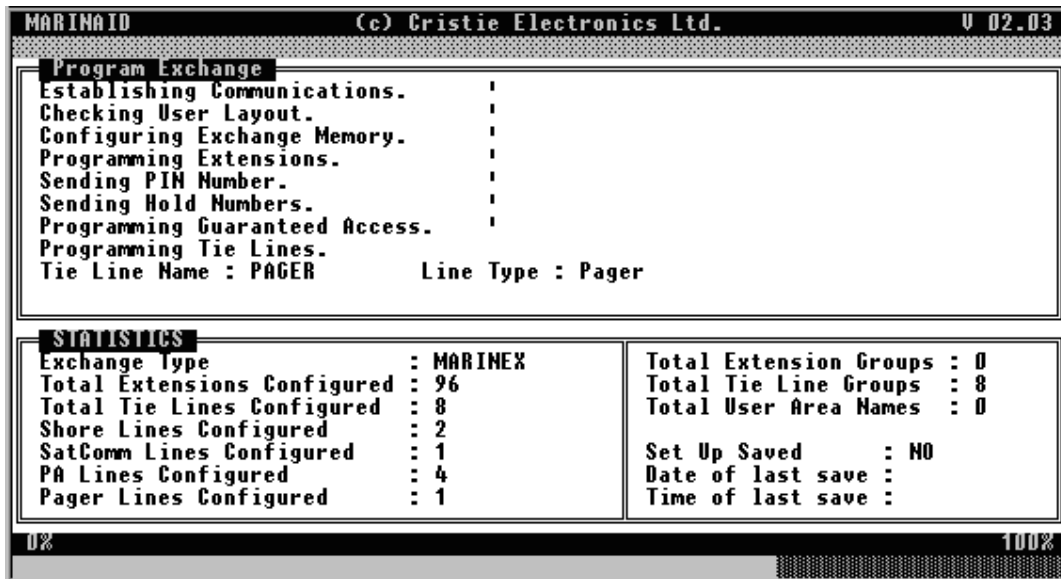 MARINAID (c) Cristie Electronics Ltd. V 02.03
Program Exchange
Establishing Communications. '
Checking User Layout. '
Configuring Exchange Memory. '
Programming Extensions. '
Sending PIN Number. '
Sending Hold Numbers. '
Programming Guaranteed Access. '
Programming Tie Lines.
Tie Line Name : PAGER Line Type : Pager
STATISTICS
Exchange Type : MARINEX
Total Extensions Configured : 96
Total Tie Lines Configured : 8
Shore Lines Configured : 2
SatComm Lines Configured : 1
PA Lines Configured : 4
Pager Lines Configured : 1
Total Extension Groups : 0
Total Tie Line Groups : 8
Total User Area Names : 0
Set Up Saved : NO
Date of last save :
Time of last save :
0% 100%